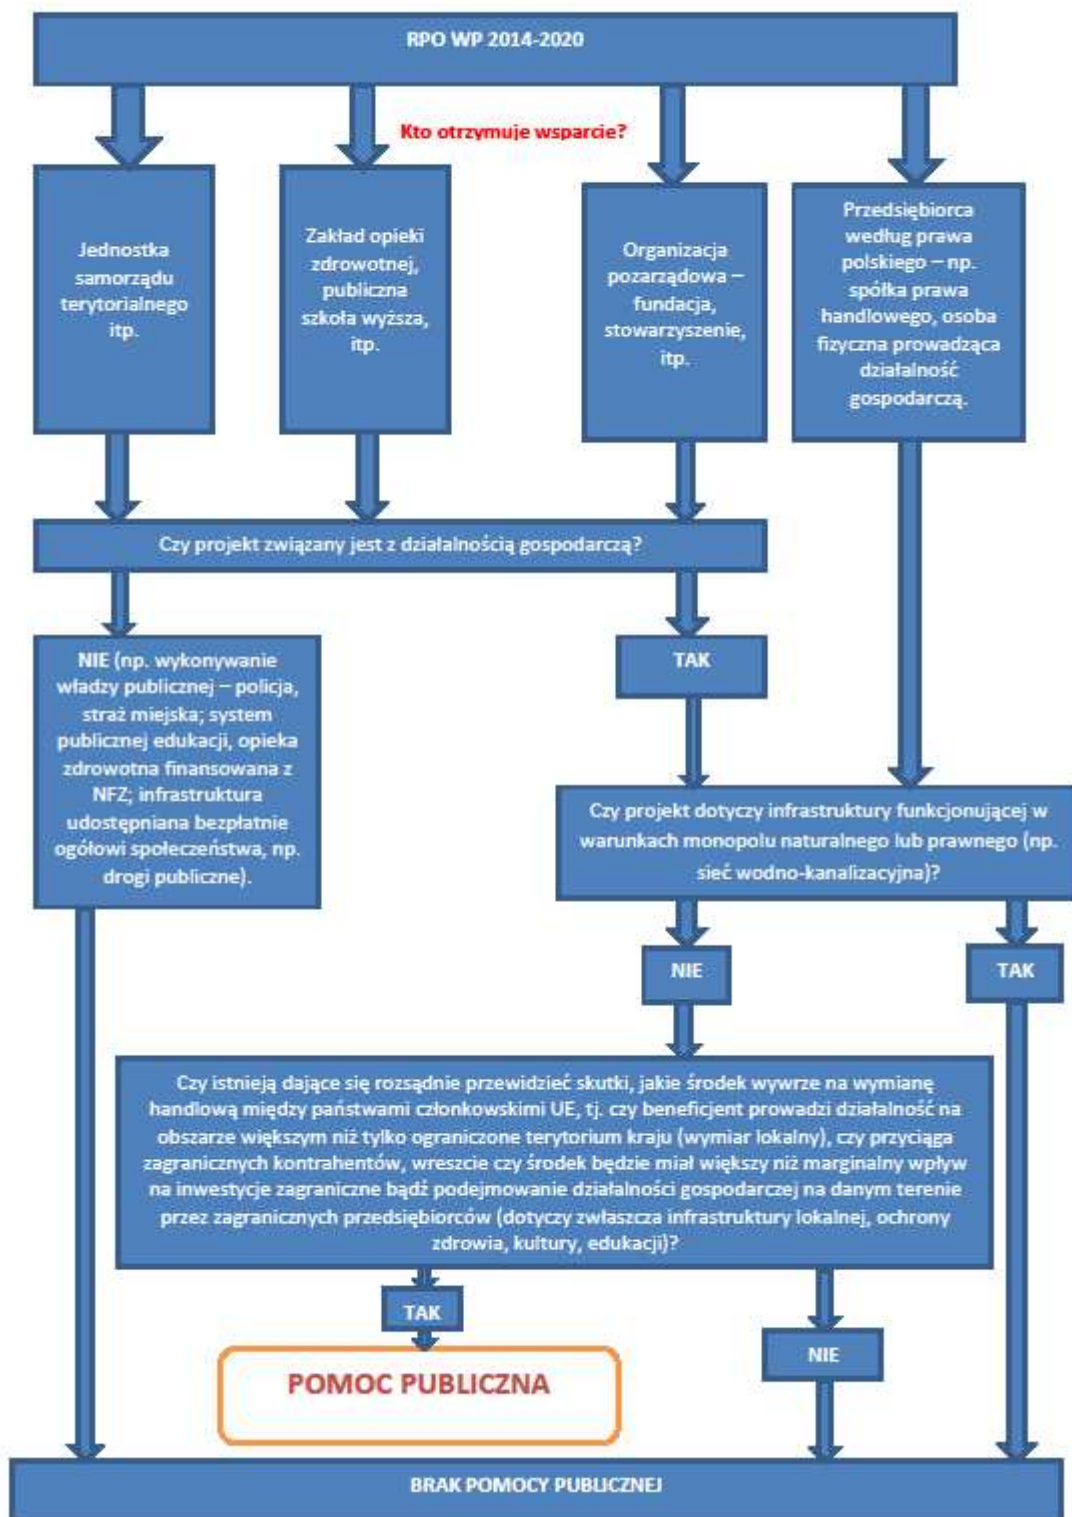 RPO WP 2014-2020
Kto otrzymuje wsparcie?
Jednostka
samorządu
terytorialnego
itp.
Zakład opieki
zdrowotnej,
publiczna
szkoła wyższa,
itp.
Organizacja
pozarządowa –
fundacja,
stowarzyszenie,
itp.
Przedsiębiorca
według prawa
polskiego – np.
spółka prawa
handlowego, osoba
fizyczna prowadząca
działalność
gospodarczą.
Czy projekt związany jest z działalnością gospodarczą?
NIE (np. wykonywanie
władzy publicznej – policja,
straż miejska; system
publicznej edukacji, opieka
zdrowotna finansowana z
NFZ; infrastruktura
udostępniana bezpłatnie
ogółowi społeczeństwa, np.
drogi publiczne).
TAK
Czy projekt dotyczy infrastruktury funkcjonującej w
warunkach monopolu naturalnego lub prawnego (np.
sieć wodno-kanalizacyjna)?
NIE
TAK
Czy istnieją dające się rozsądnie przewidzieć skutki, jakie środek wywrze na wymianę
handlową między państwami członkowskimi UE, tj. czy beneficjent prowadzi działalność na
obszarze większym niż tylko ograniczone terytorium kraju (wymiar lokalny), czy przyciąga
zagranicznych kontrahentów, wreszcie czy środek będzie miał większy niż marginalny wpływ
na inwestycje zagraniczne bądź podejmowanie działalności gospodarczej na danym terenie
przez zagranicznych przedsiębiorców (dotyczy zwłaszcza infrastruktury lokalnej, ochrony
zdrowia, kultury, edukacji)?
TAK
NIE
POMOC PUBLICZNA
BRAK POMOCY PUBLICZNEJ